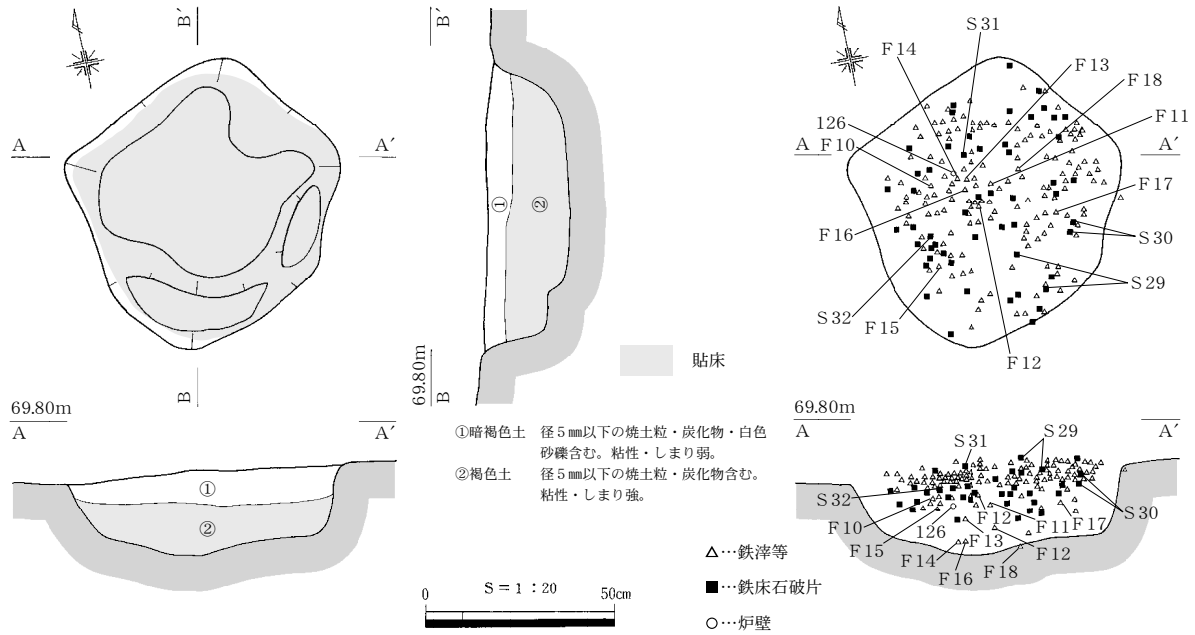 B′
A
A′
B
69.80m
A
A′
①
②
B′
①
②
69.80m
B
貼床
①暗褐色土 径5㎜以下の焼土粒・炭化物・白色
砂礫含む。粘性・しまり弱。
②褐色土 径5㎜以下の焼土粒・炭化物含む。
粘性・しまり強。
S=1:20
0
50cm
S31
F14
F13
F18
126
F11
A
F10
A′
F17
F16
S30
S29
S32
F15
F12
69.80m
A
A′
S31
S29
S32
F10
F12
F11
F17
S30
F15
126
F13
F12
F14
F16
F18
△…鉄滓等
■…鉄床石破片
○…炉壁